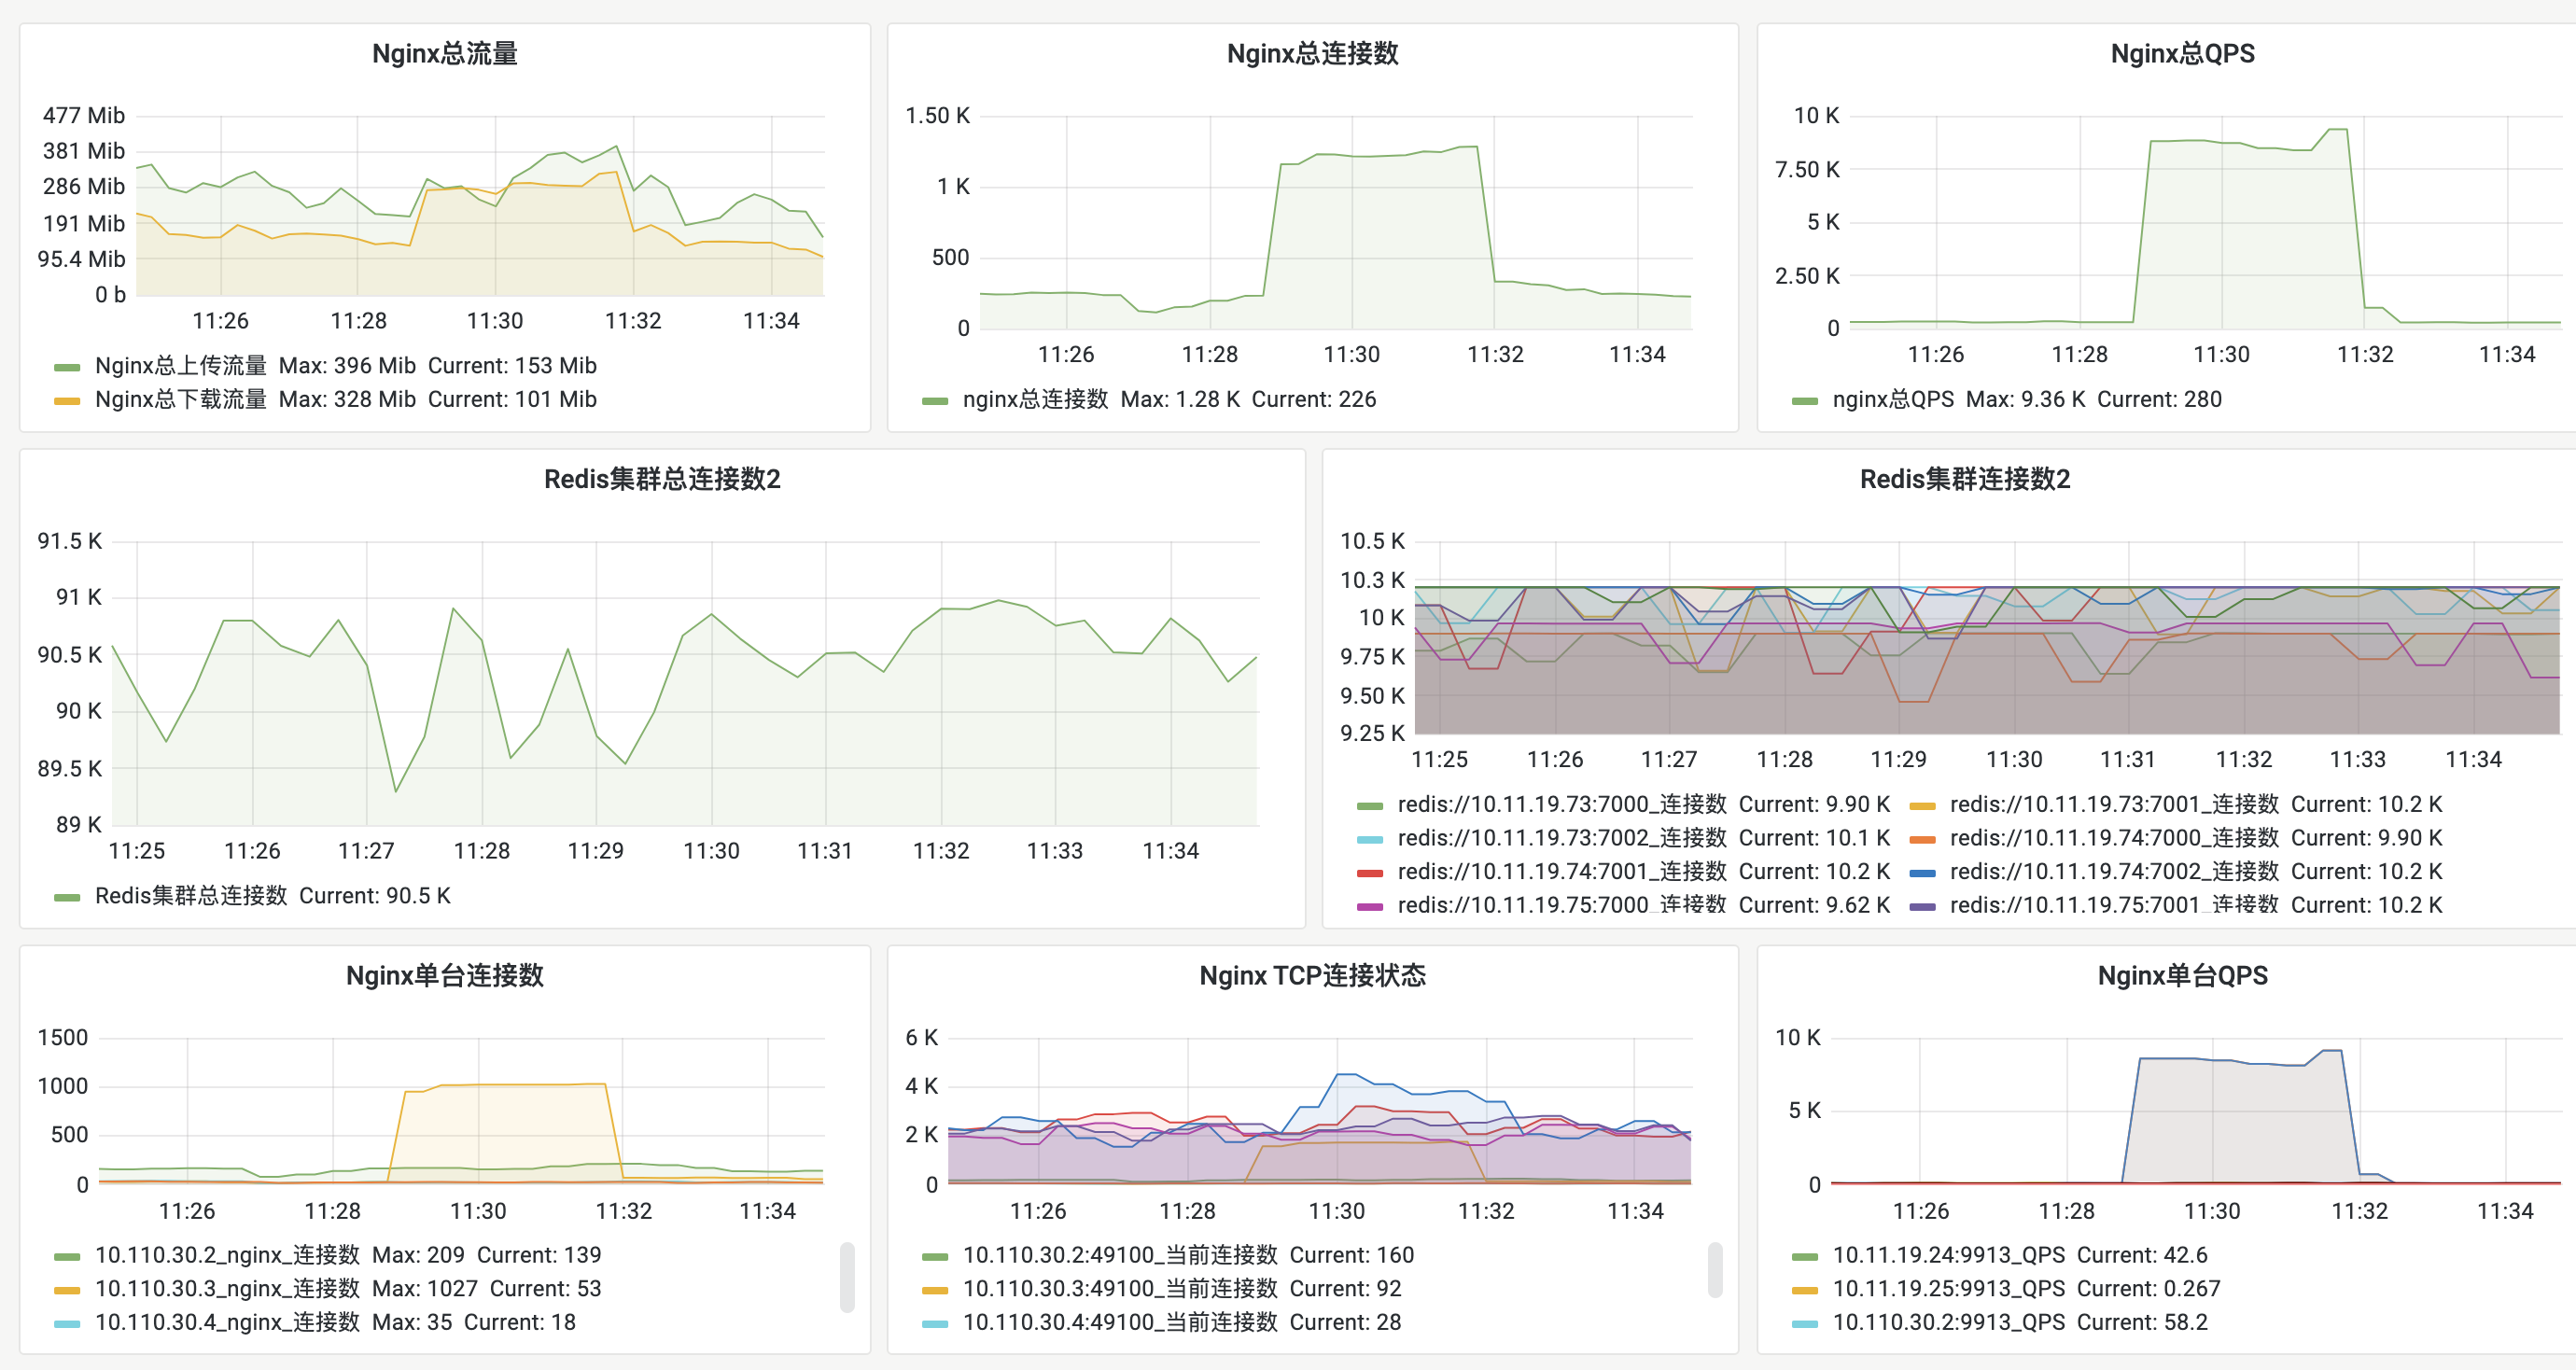 Nginx总流量
477 Mib
381 Mib
286 Mib
191 Mib
95.4 Mib
0 b
11:26 11:28 11:30 11:32 11:34
Nginx总上传流量 Max: 396 Mib Current: 153 Mib
Nginx总下载流量 Max: 328 Mib Current: 101 Mib
Nginx总连接数
1.50 K
1 K
500
0
11:26 11:28 11:30 11:32 11:34
nginx总连接数 Max: 1.28 K Current: 226
Nginx总QPS
10 K
7.50 K
5 K
2.50 K
0
11:26 11:28 11:30 11:32 11:34
nginx总QPS Max: 9.36 K Current: 280
Redis集群总连接数2
91.5 K
91 K
90.5 K
90 K
89.5 K
89 K
11:25 11:26 11:27 11:28 11:29 11:30 11:31 11:32 11:33 11:34
Redis集群总连接数 Current: 90.5 K
Redis集群连接数2
10.5 K
10.3 K
10 K
9.75 K
9.50 K
9.25 K
11:25 11:26 11:27 11:28 11:29 11:30 11:31 11:32 11:33 11:34
redis://10.11.19.73:7000_连接数 Current: 9.90 K redis://10.11.19.73:7001_连接数 Current: 10.2 K
redis://10.11.19.73:7002_连接数 Current: 10.1 K redis://10.11.19.74:7000_连接数 Current: 9.90 K
redis://10.11.19.74:7001_连接数 Current: 10.2 K redis://10.11.19.74:7002_连接数 Current: 10.2 K
redis://10.11.19.75:7000_连接数 Current: 9.62 K redis://10.11.19.75:7001_连接数 Current: 10.2 K
Nginx单台连接数
1500
1000
500
0
11:26 11:28 11:30 11:32 11:34
10.110.30.2_nginx_连接数 Max: 209 Current: 139
10.110.30.3_nginx_连接数 Max: 1027 Current: 53
10.110.30.4_nginx_连接数 Max: 35 Current: 18
Nginx TCP连接状态
6 K
4 K
2 K
0
11:26 11:28 11:30 11:32 11:34
10.110.30.2:49100_当前连接数 Current: 160
10.110.30.3:49100_当前连接数 Current: 92
10.110.30.4:49100_当前连接数 Current: 28
Nginx单台QPS
10 K
5 K
0
11:26 11:28 11:30 11:32 11:34
10.11.19.24:9913_QPS Current: 42.6
10.11.19.25:9913_QPS Current: 0.267
10.110.30.2:9913_QPS Current: 58.2